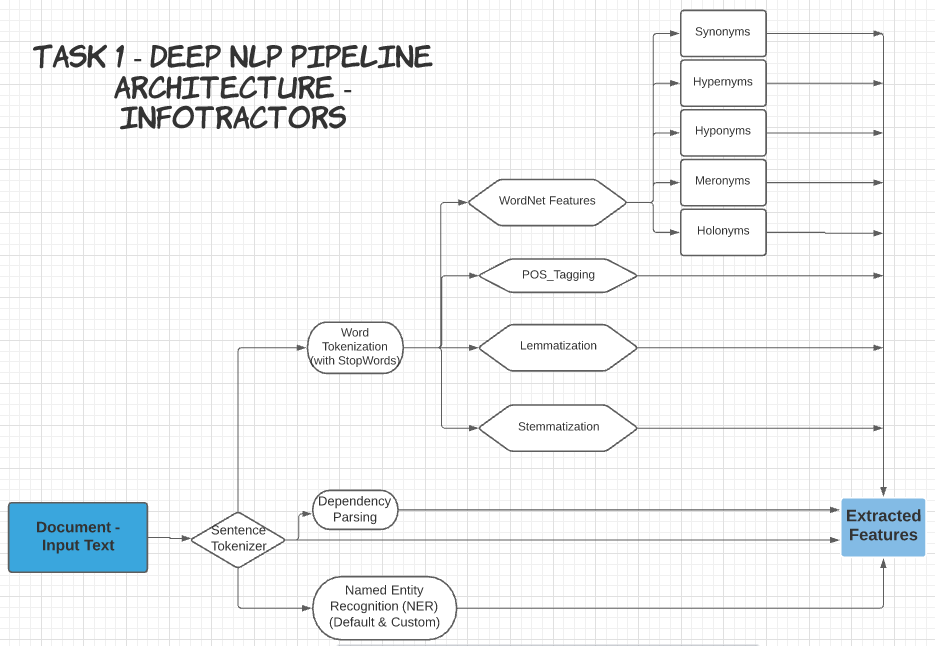 TASK 1 - DEEP NLP PIPELINE
ARCHITECTURE -
INFOTRACTORS
Synonyms
Hypernyms
Hyponyms
Meronyms
Holonyms
WordNet Features
POS_Tagging
Word
Tokenization
(with StopWords)
Lemmatization
Stemmatization
Document -
Input Text
Sentence
Tokenizer
Dependency
Parsing
Named Entity
Recognition (NER)
(Default & Custom)
Extracted
Features